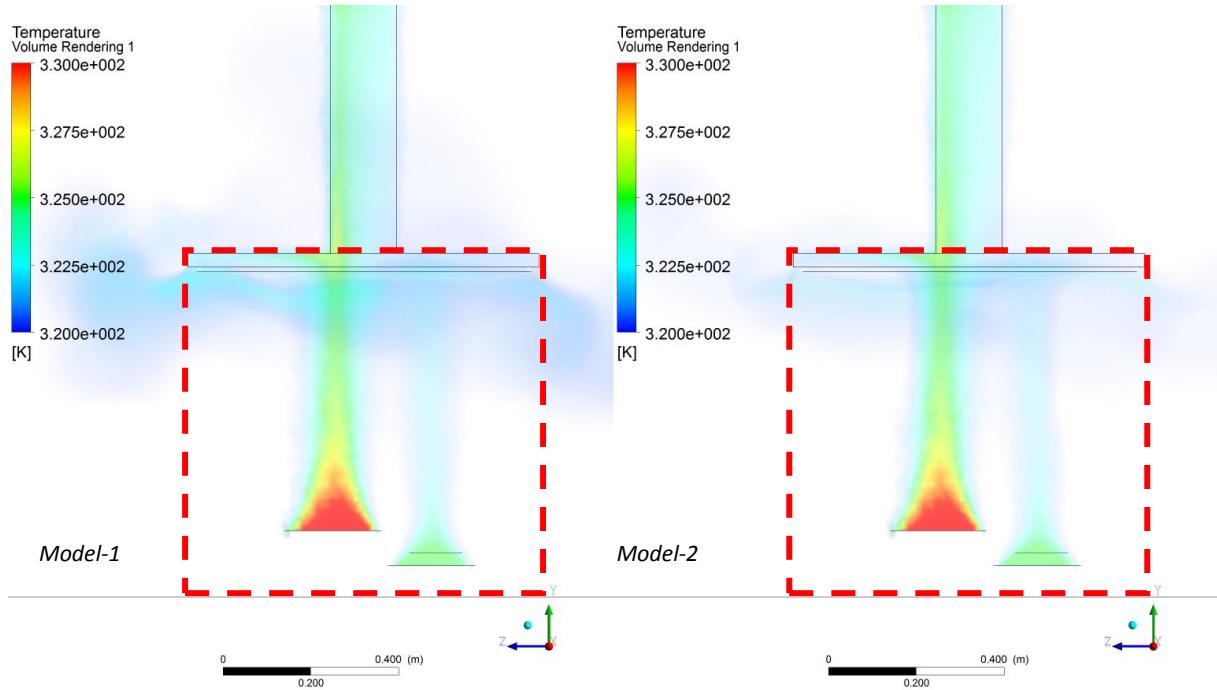 Temperature
Volume Rendering 1
3.300e+002
3.275e+002
3.250e+002
3.225e+002
3.200e+002
[K]
Model-1
Y
Z
X
0
0.400 (m)
0.200
Temperature
Volume Rendering 1
3.300e+002
3.275e+002
3.250e+002
3.225e+002
3.200e+002
[K]
Model-2
Y
Z
X
0
0.400 (m)
0.200